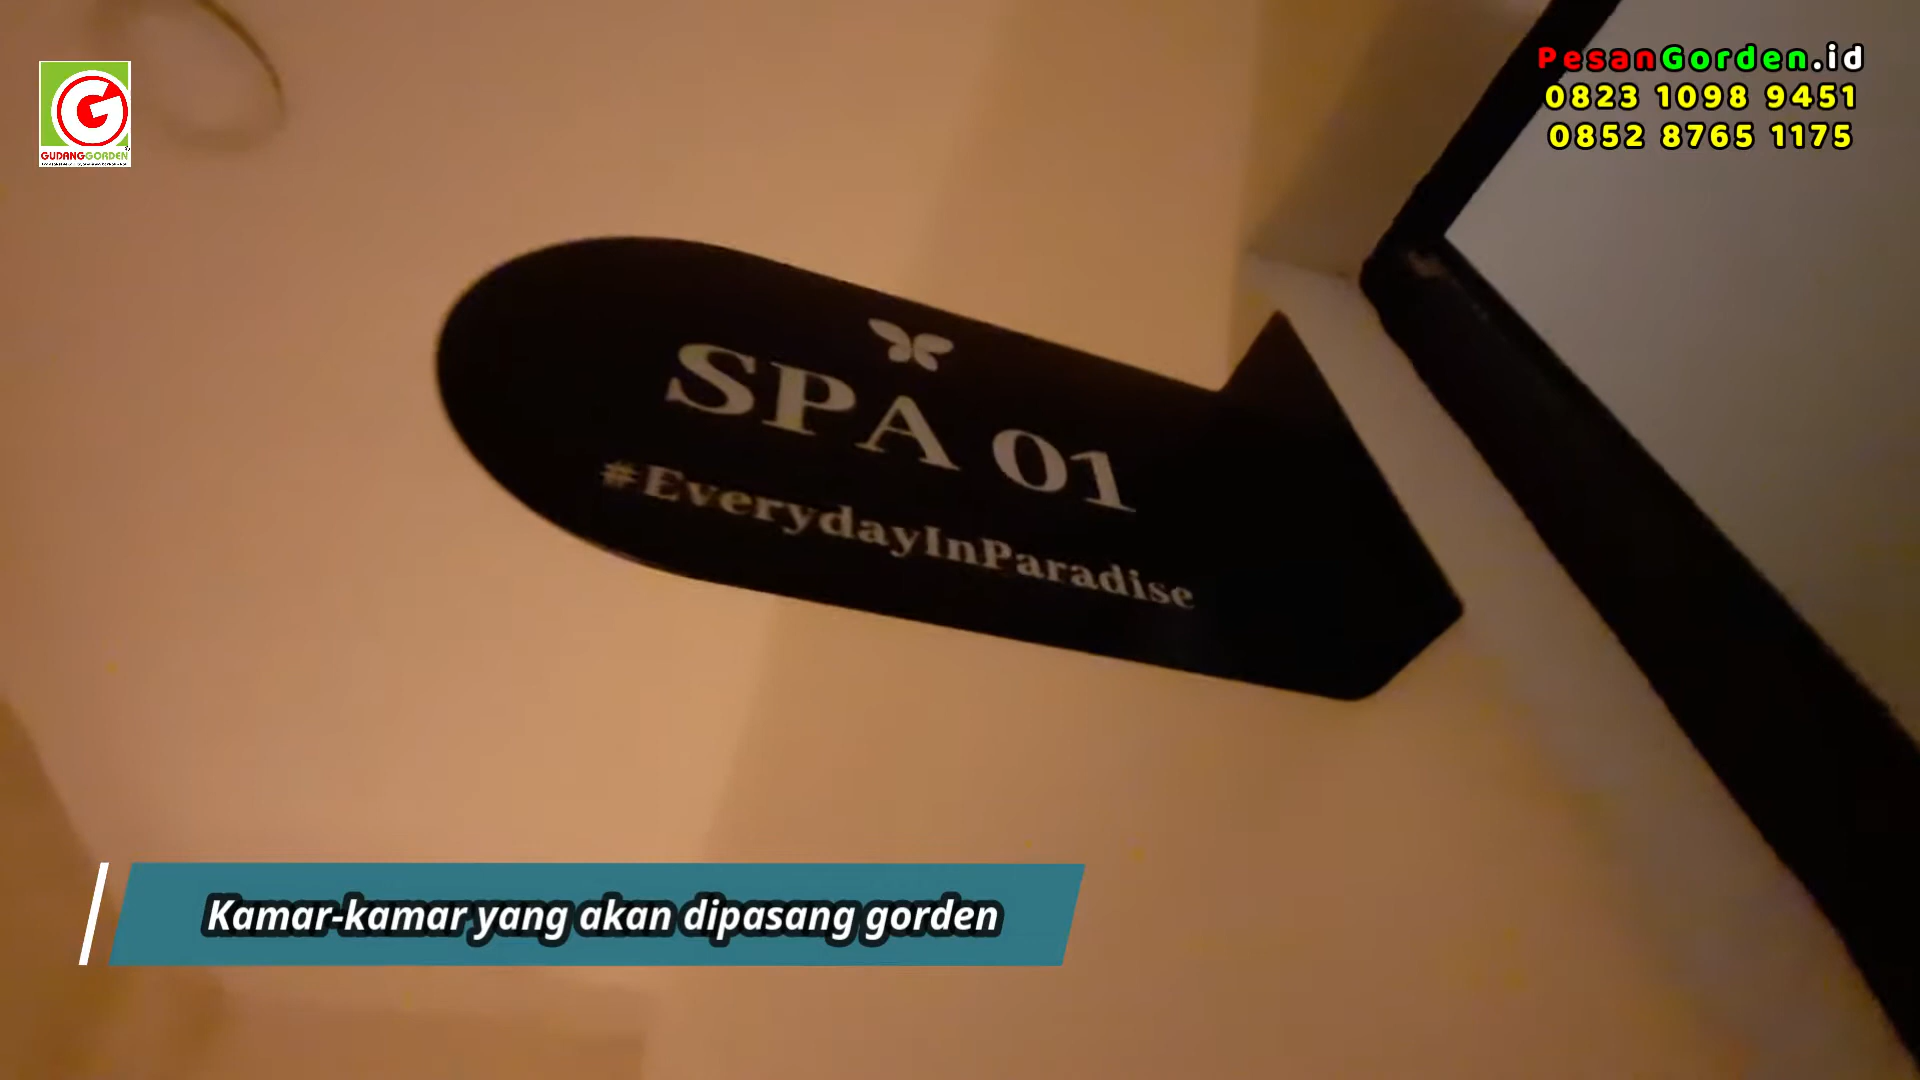 GUDANGGORDEN
PesanGorden.id
0823 1098 9451
0852 8765 1175
SPA 01
#EverydayInParadise
Kamar-kamar yang akan dipasang gorden